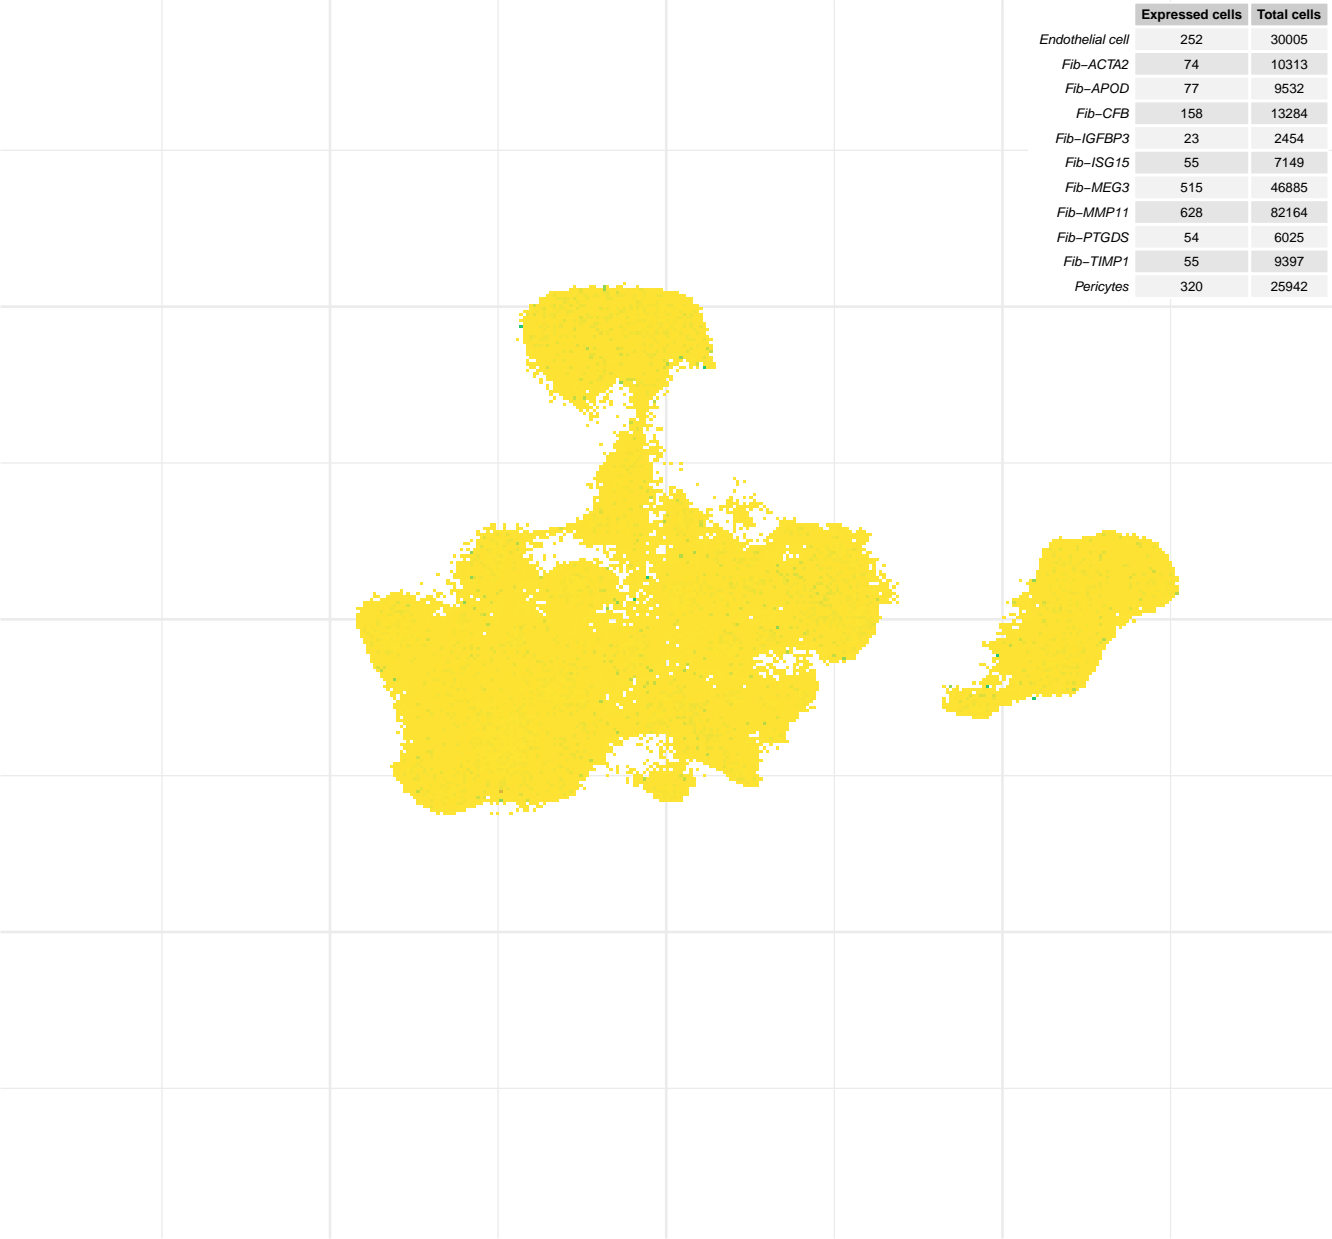 Expressed cells Total cells
Endothelial cell 252 30005
Fib−ACTA2 74 10313
Fib−APOD 77 9532
Fib−CFB 158 13284
Fib−IGFBP3 23 2454
Fib−ISG15 55 7149
Fib−MEG3 515 46885
Fib−MMP11 628 82164
Fib−PTGDS 54 6025
Fib−TIMP1 55 9397
Pericytes 320 25942